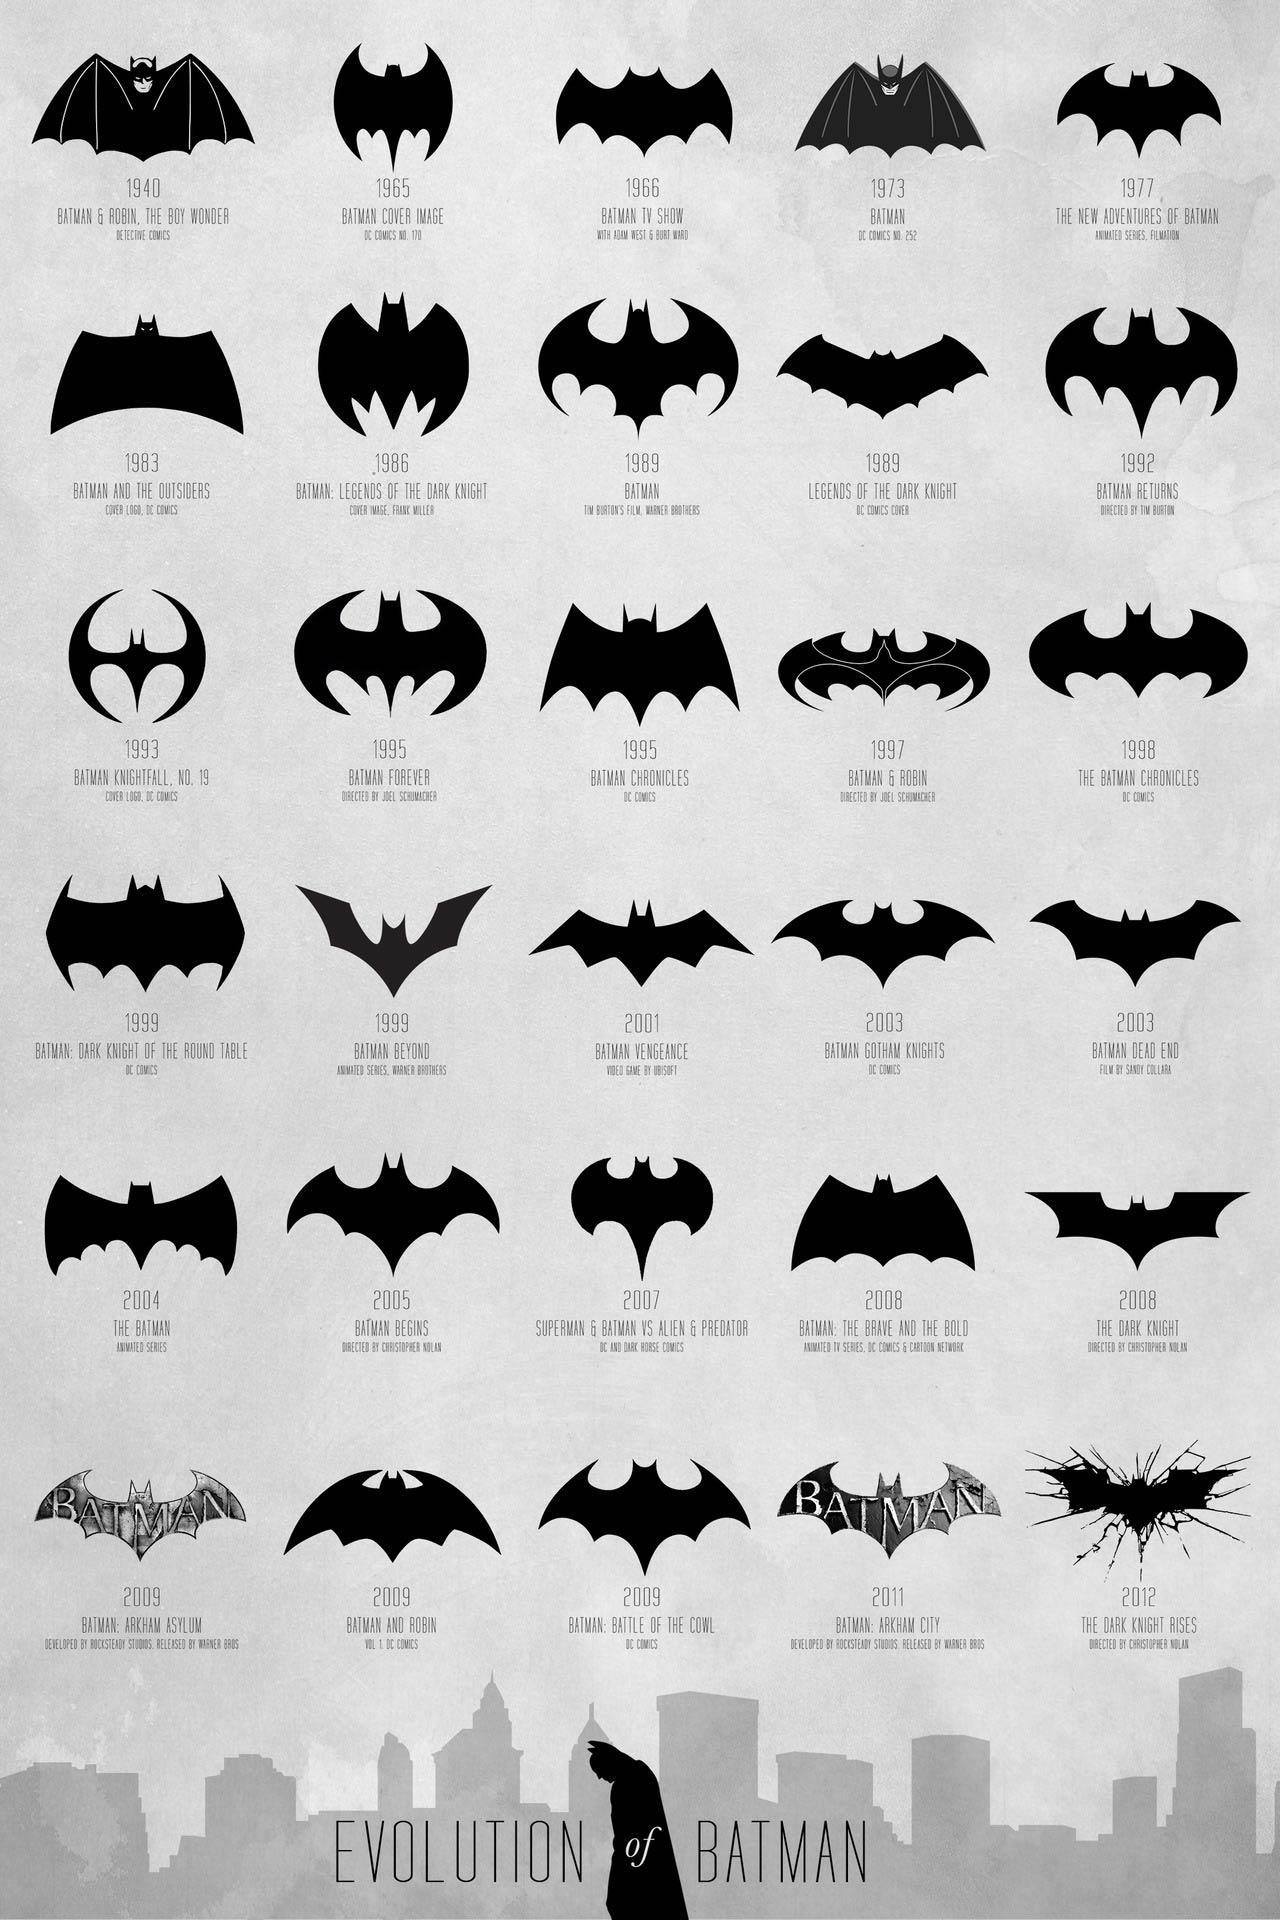 1940
BATMAN & ROBIN, THE BOY WONDER
DETECTIVE COMICS
1965
BATMAN COVER IMAGE
DC COMICS NO. 170
1966
BATMAN TV SHOW
WITH ADAM WEST & BURT WARD
1973
BATMAN
DC COMICS NO. 252
1977
THE NEW ADVENTURES OF BATMAN
ANIMATED SERIES, FILMATION
1983
BATMAN AND THE OUTSIDERS
COVER LOGO, DC COMICS
1986
BATMAN: LEGENDS OF THE DARK KNIGHT
COVER IMAGE, FRANK MILLER
1989
BATMAN
TIM BURTON'S FILM, WARNER BROTHERS
1989
LEGENDS OF THE DARK KNIGHT
DC COMICS COVER
1992
BATMAN RETURNS
DIRECTED BY TIM BURTON
1993
BATMAN KNIGHTFALL, NO. 19
COVER LOGO, DC COMICS
1995
BATMAN FOREVER
DIRECTED BY JOEL SCHUMACHER
1995
BATMAN CHRONICLES
DC COMICS
1997
BATMAN & ROBIN
DIRECTED BY JOEL SCHUMACHER
1998
THE BATMAN CHRONICLES
DC COMICS
1999
BATMAN: DARK KNIGHT OF THE ROUND TABLE
DC COMICS
1999
BATMAN BEYOND
ANIMATED SERIES, WARNER BROTHERS
2001
BATMAN VENGEANCE
VIDEO GAME BY UBISOFT
2003
BATMAN GOTHAM KNIGHTS
DC COMICS
2003
BATMAN DEAD END
FILM BY SANDY COLLARA
2004
THE BATMAN
ANIMATED SERIES
2005
BATMAN BEGINS
DIRECTED BY CHRISTOPHER NOLAN
2007
SUPERMAN & BATMAN VS ALIEN & PREDATOR
DC AND DARK HORSE COMICS
2008
BATMAN: THE BRAVE AND THE BOLD
ANIMATED TV SERIES, DC COMICS & CARTOON NETWORK
2008
THE DARK KNIGHT
DIRECTED BY CHRISTOPHER NOLAN
BATMAN
2009
BATMAN: ARKHAM ASYLUM
DEVELOPED BY ROCKSTEADY STUDIOS, RELEASED BY WARNER BROS
2009
BATMAN AND ROBIN
VOL 1. DC COMICS
2009
BATMAN: BATTLE OF THE COWL
DC COMICS
BATMAN
2011
BATMAN: ARKHAM CITY
DEVELOPED BY ROCKSTEADY STUDIOS, RELEASED BY WARNER BROS
2012
THE DARK KNIGHT RISES
DIRECTED BY CHRISTOPHER NOLAN
EVOLUTION of BATMAN